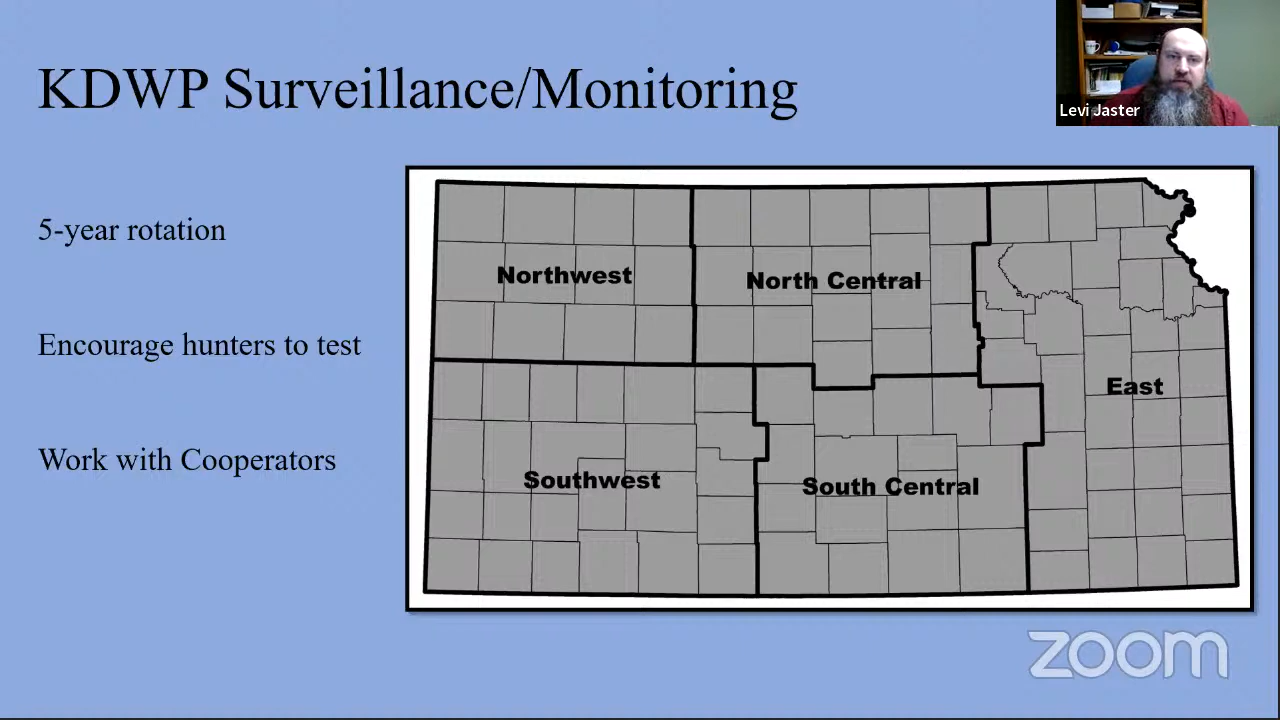 KDWP Surveillance/Monitoring
Levi Jaster
5-year rotation
Encourage hunters to test
Work with Cooperators
Northwest
North Central
East
Southwest
South Central
zoom